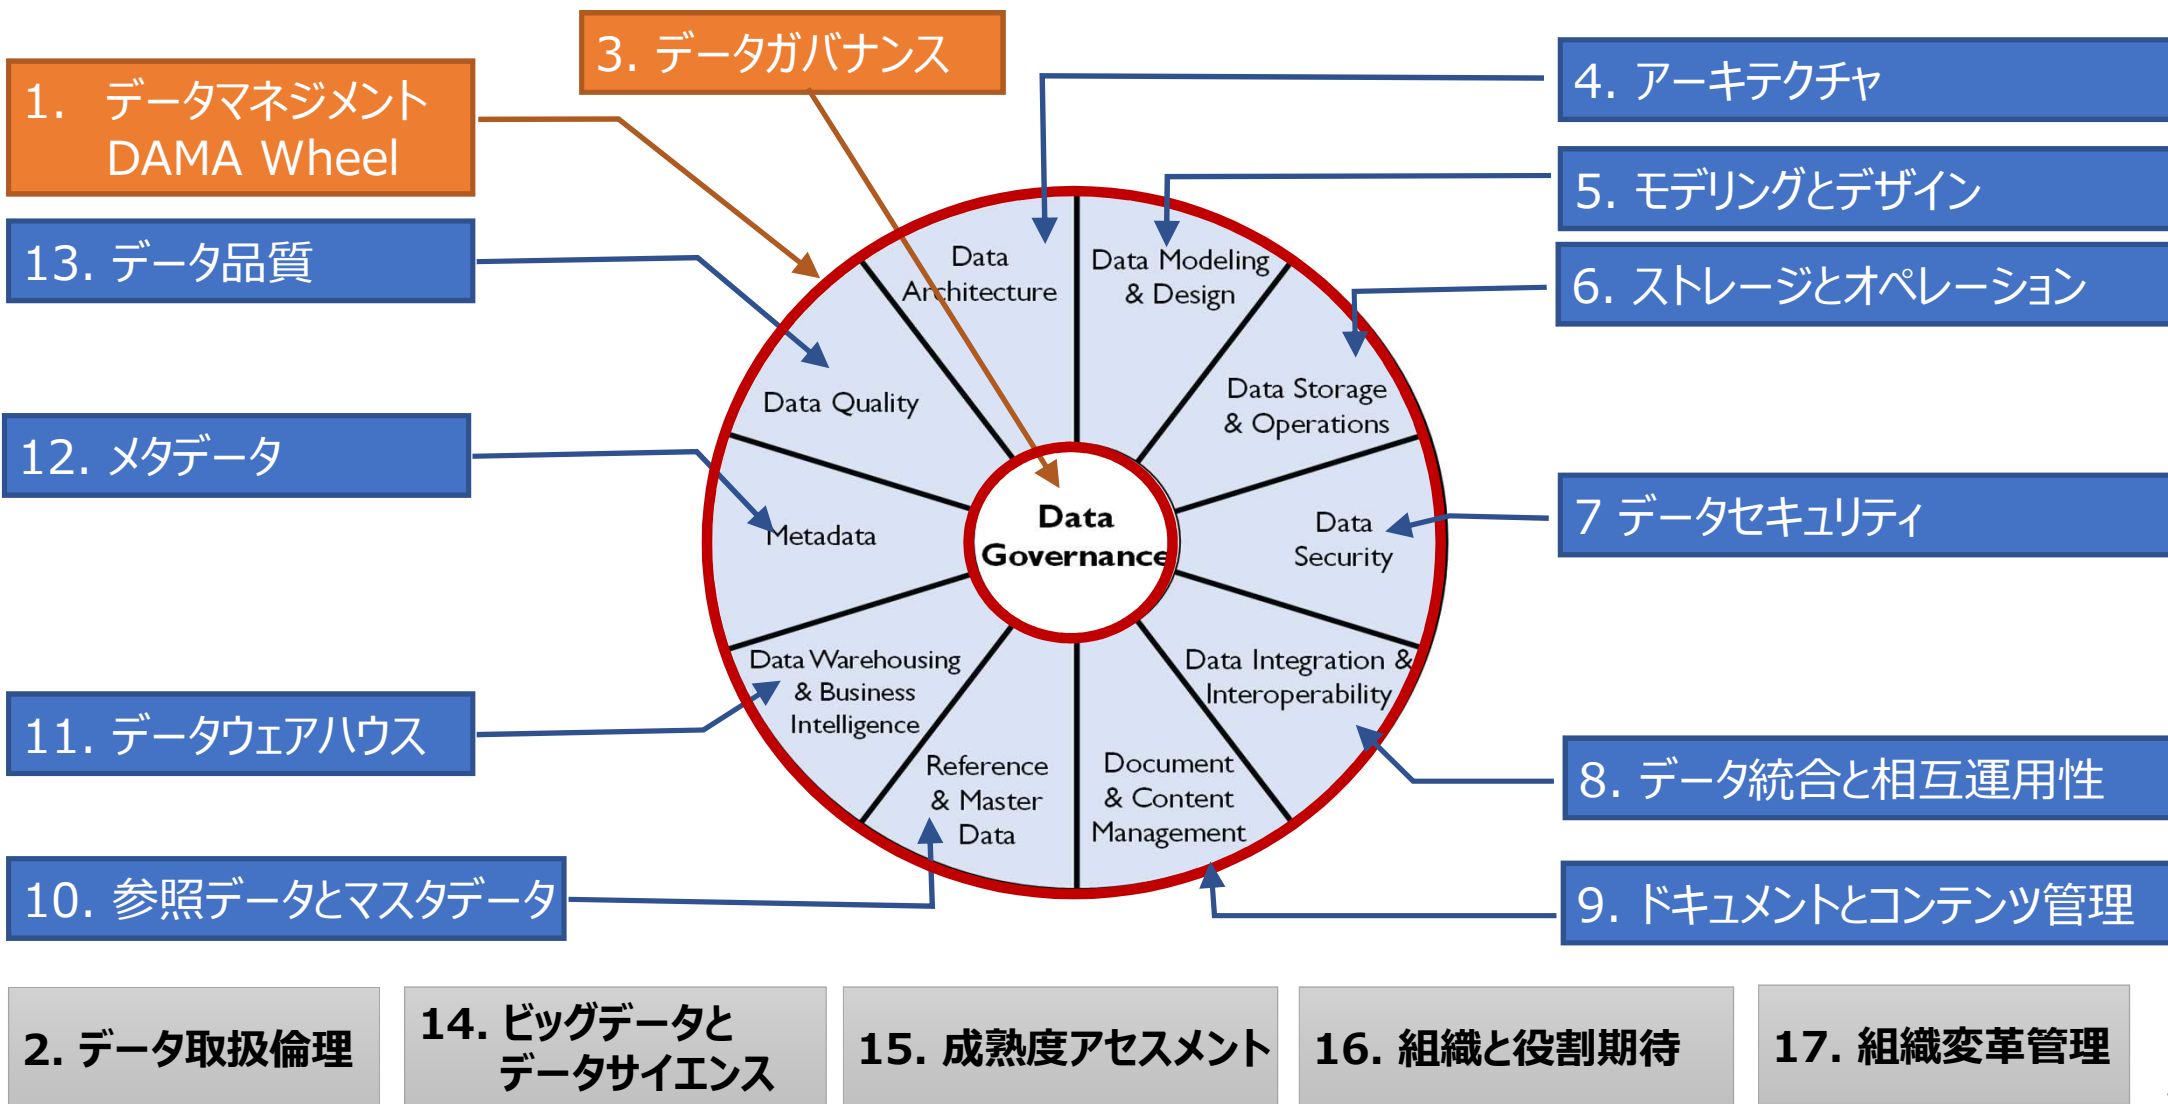 3. データガバナンス
1. データマネジメント
DAMA Wheel
13. データ品質
12. メタデータ
11. データウェアハウス
10. 参照データとマスタデータ
4. アーキテクチャ
5. モデリングとデザイン
6. ストレージとオペレーション
7 データセキュリティ
8. データ統合と相互運用性
9. ドキュメントとコンテンツ管理
Data
Architecture
Data Modeling
& Design
Data Storage
& Operations
Data
Security
Data Integration &
Interoperability
Document
& Content
Management
Reference
& Master
Data
Data Warehousing
& Business
Intelligence
Metadata
Data Quality
Data
Governance
2. データ取扱倫理
14. ビッグデータと
データサイエンス
15. 成熟度アセスメント
16. 組織と役割期待
17. 組織変革管理